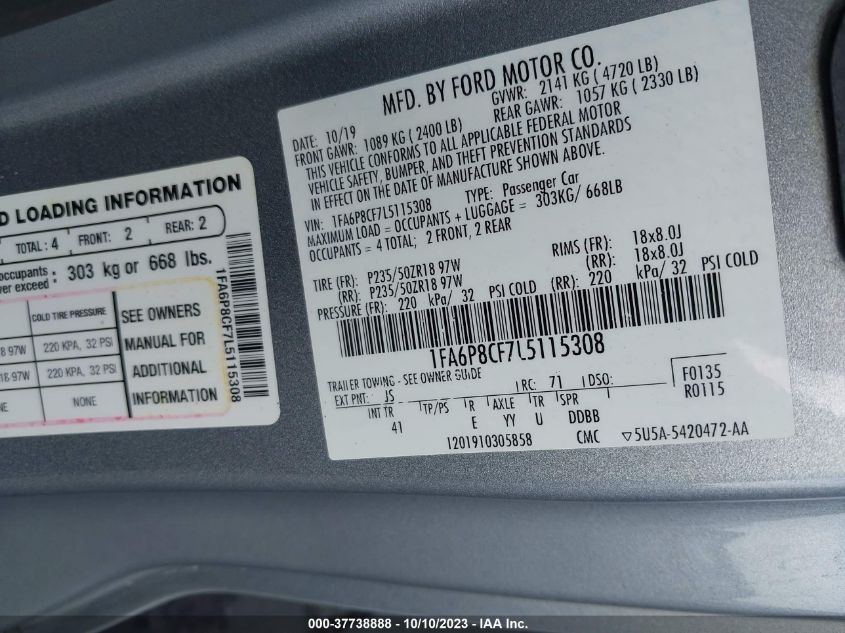 MFD. BY FORD MOTOR CO.
DATE: 10/19
GVWR: 2141 KG ( 4720 LB)
FRONT GAWR: 1089 KG ( 2400 LB)
REAR GAWR: 1057 KG ( 2330 LB)
THIS VEHICLE CONFORMS TO ALL APPLICABLE FEDERAL MOTOR
VEHICLE SAFETY, BUMPER, AND THEFT PREVENTION STANDARDS
IN EFFECT ON THE DATE OF MANUFACTURE SHOWN ABOVE.
VIN: 1FA6P8CF7L5115308
TYPE: Passenger Car
MAXIMUM LOAD = OCCUPANTS + LUGGAGE = 303KG/ 668LB
OCCUPANTS = 4 TOTAL; 2 FRONT, 2 REAR
TIRE (FR): P235/50ZR18 97W
RIMS (FR): 18x8.0J
(RR): P235/50ZR18 97W
(RR): 18x8.0J
PRESSURE (FR): 220 kPa/ 32 PSI COLD
(RR): 220 kPa/ 32 PSI COLD
1FA6P8CF7L5115308
TRAILER TOWING - SEE OWNER GUIDE
EXT PNT: JS RC: 71 DSO:
F0135
R0115
INT TR TP/PS R AXLE TR SPR
41 E YY U DDBB
1201910305858 CMC ▽5U5A-5420472-AA
D LOADING INFORMATION
TOTAL: 4 FRONT: 2 REAR: 2
occupants
ver exceed : 303 kg or 668 lbs.
COLD TIRE PRESSURE
8 97W 220 KPA, 32 PSI
18 97W 220 KPA, 32 PSI
NE NONE
SEE OWNERS
MANUAL FOR
ADDITIONAL
INFORMATION
1FA6P8CF7L5115308
000-37738888 - 10/10/2023 - IAA Inc.